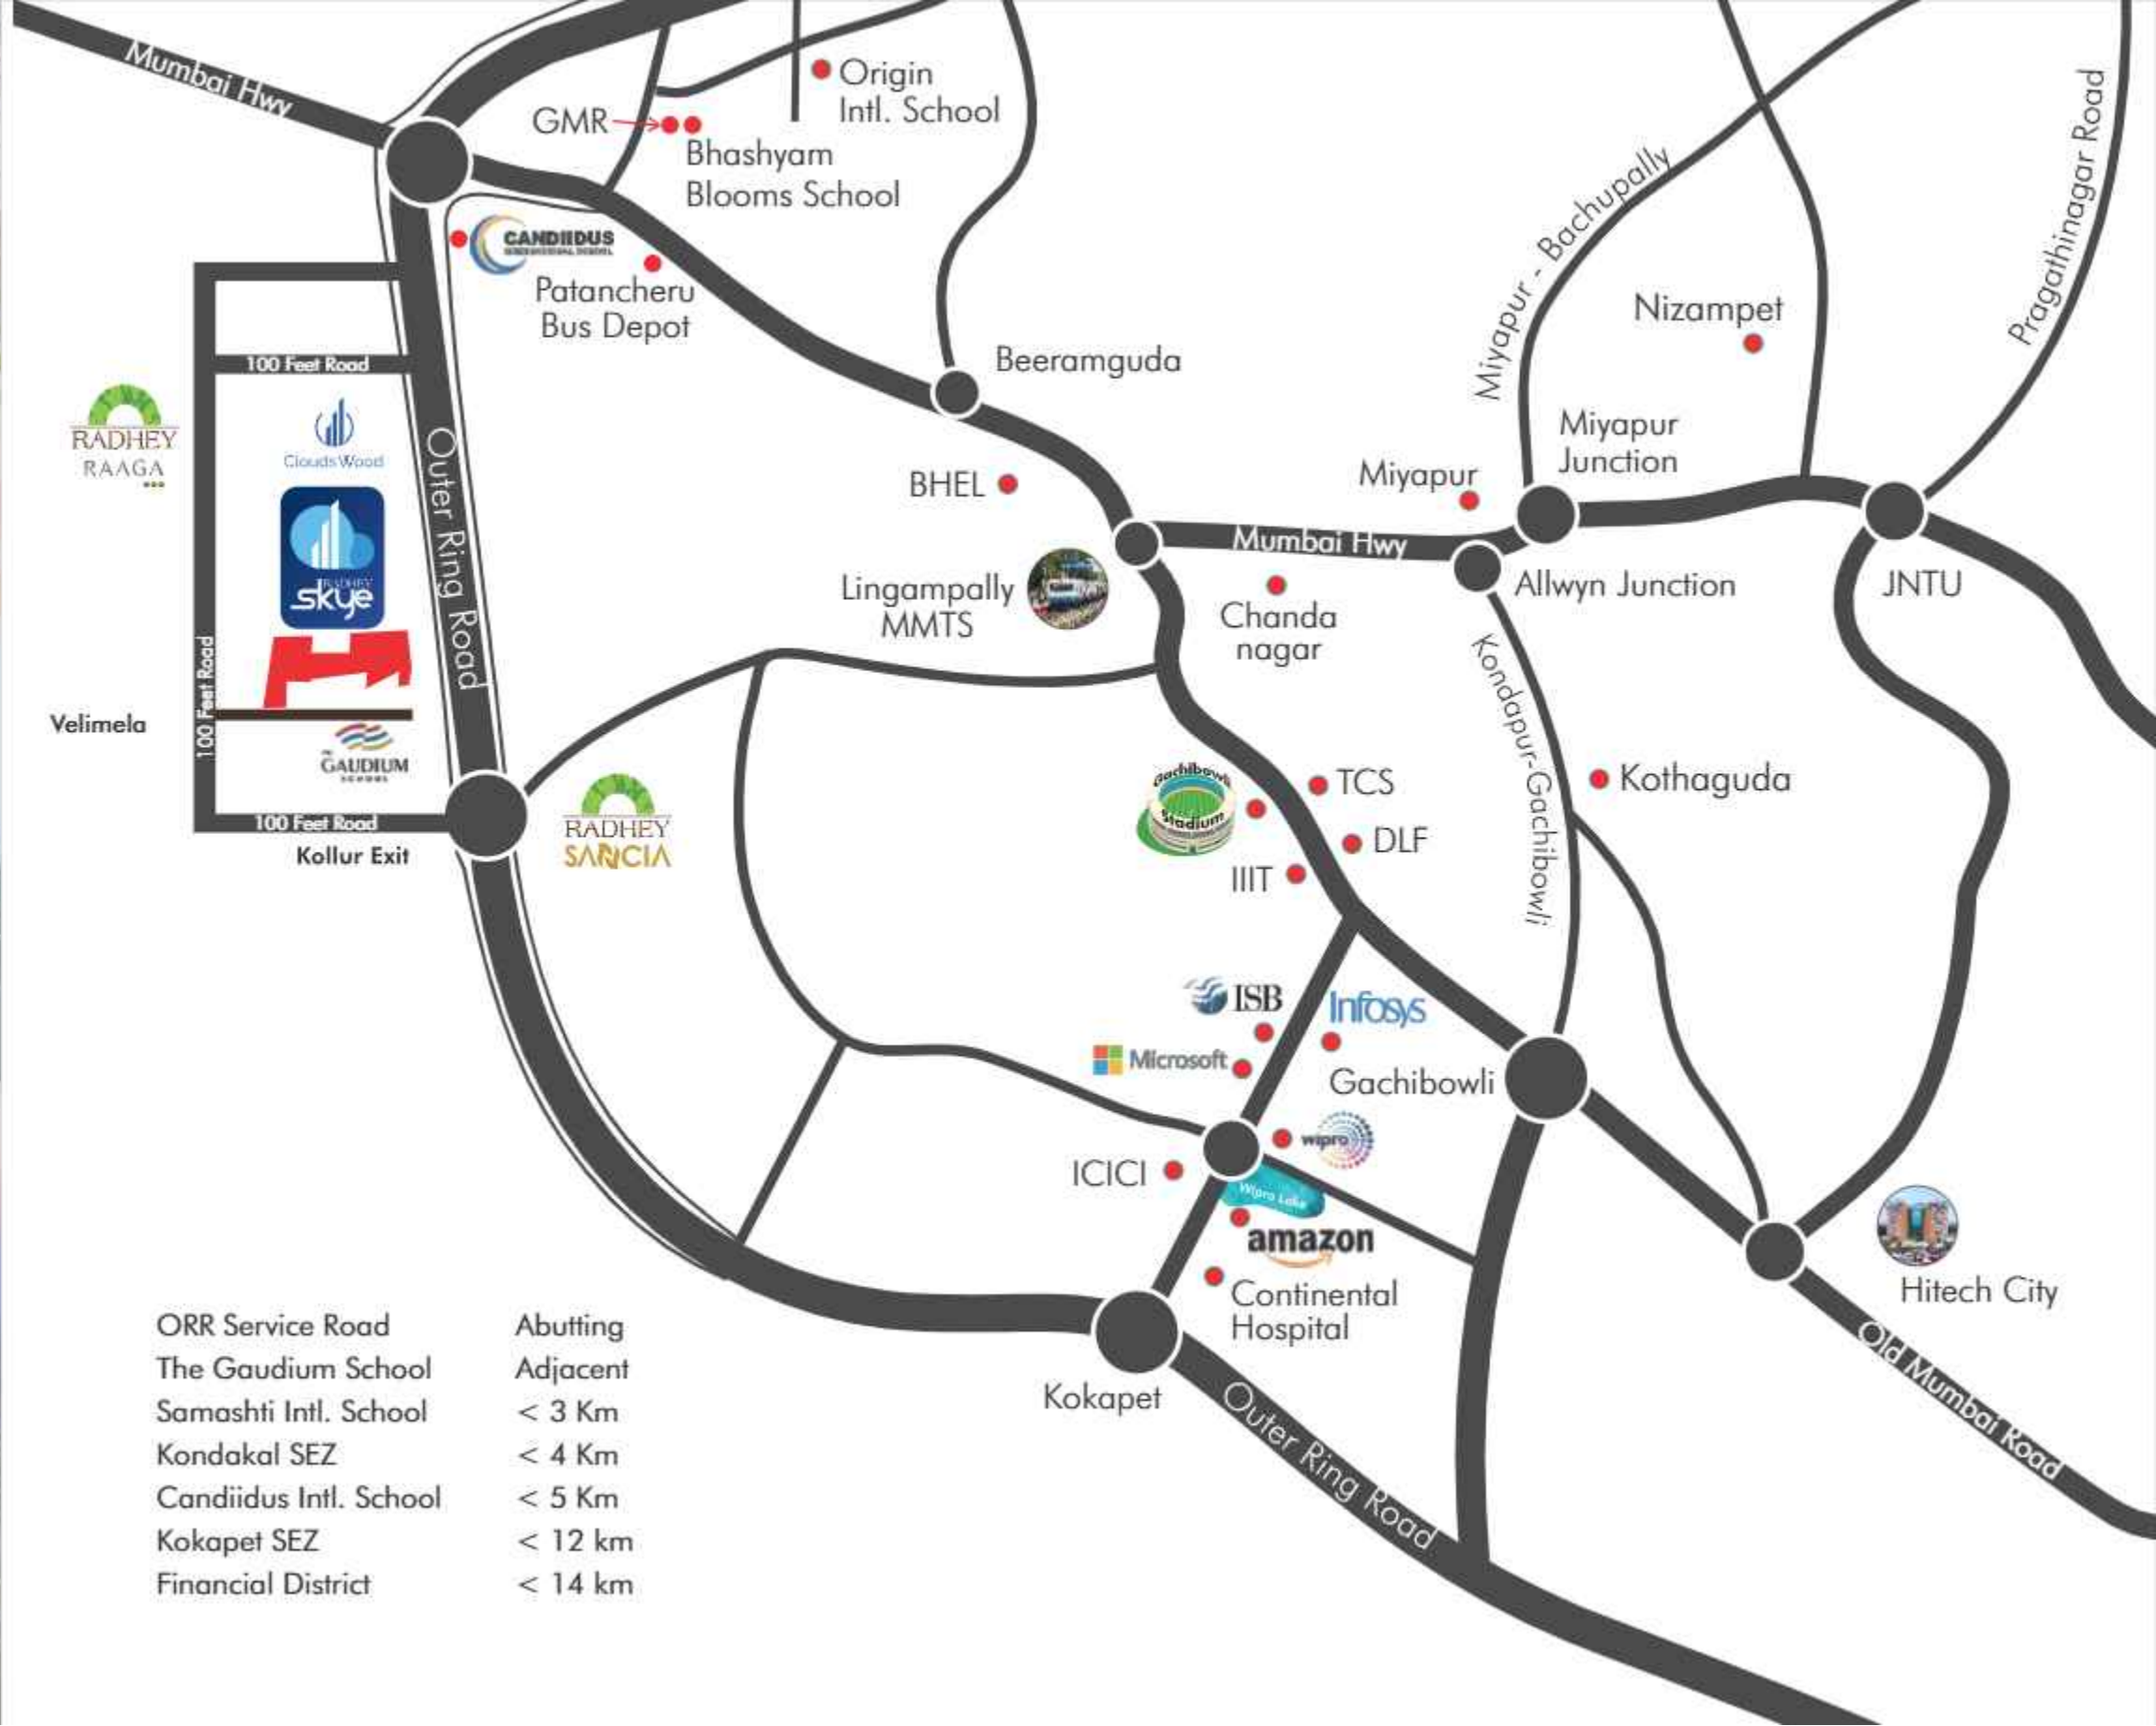 Mumbai Hwy
Origin
Intl. School
GMR
Bhashyam
Blooms School
CANDIIDUS
Patancheru
Bus Depot
Miyapur - Bachupally
Pragathinagar Road
Nizampet
Beeramguda
100 Feet Road
RADHEY
RAAGA
Clouds Wood
Outer Ring Road
RADHEY
skye
100 Feet Road
Velimela
THE
GAUDIUM
SCHOOL
100 Feet Road
Kollur Exit
RADHEY
SANCIA
BHEL
Miyapur
Miyapur
Junction
Mumbai Hwy
Lingampally
MMTS
Chanda
nagar
Allwyn Junction
JNTU
Kondapur-Gachibowli
Gachibowli
Stadium
TCS
Kothaguda
DLF
IIIT
ISB
Infosys
Microsoft
Gachibowli
wipro
ICICI
Wipro Lake
amazon
Continental
Hospital
Hitech City
Kokapet
Outer Ring Road
Old Mumbai Road
ORR Service Road Abutting
The Gaudium School Adjacent
Samashti Intl. School < 3 Km
Kondakal SEZ < 4 Km
Candiidus Intl. School < 5 Km
Kokapet SEZ < 12 km
Financial District < 14 km